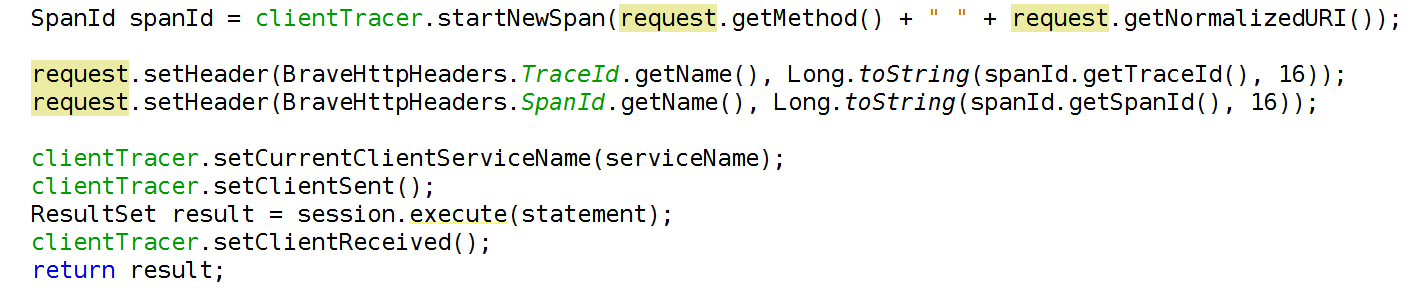 SpanId spanId = clientTracer.startNewSpan(request.getMethod() + " " + request.getNormalizedURI());
request.setHeader(BraveHttpHeaders.TraceId.getName(), Long.toString(spanId.getTraceId(), 16));
request.setHeader(BraveHttpHeaders.SpanId.getName(), Long.toString(spanId.getSpanId(), 16));
clientTracer.setCurrentClientServiceName(serviceName);
clientTracer.setClientSent();
ResultSet result = session.execute(statement);
clientTracer.setClientReceived();
return result;